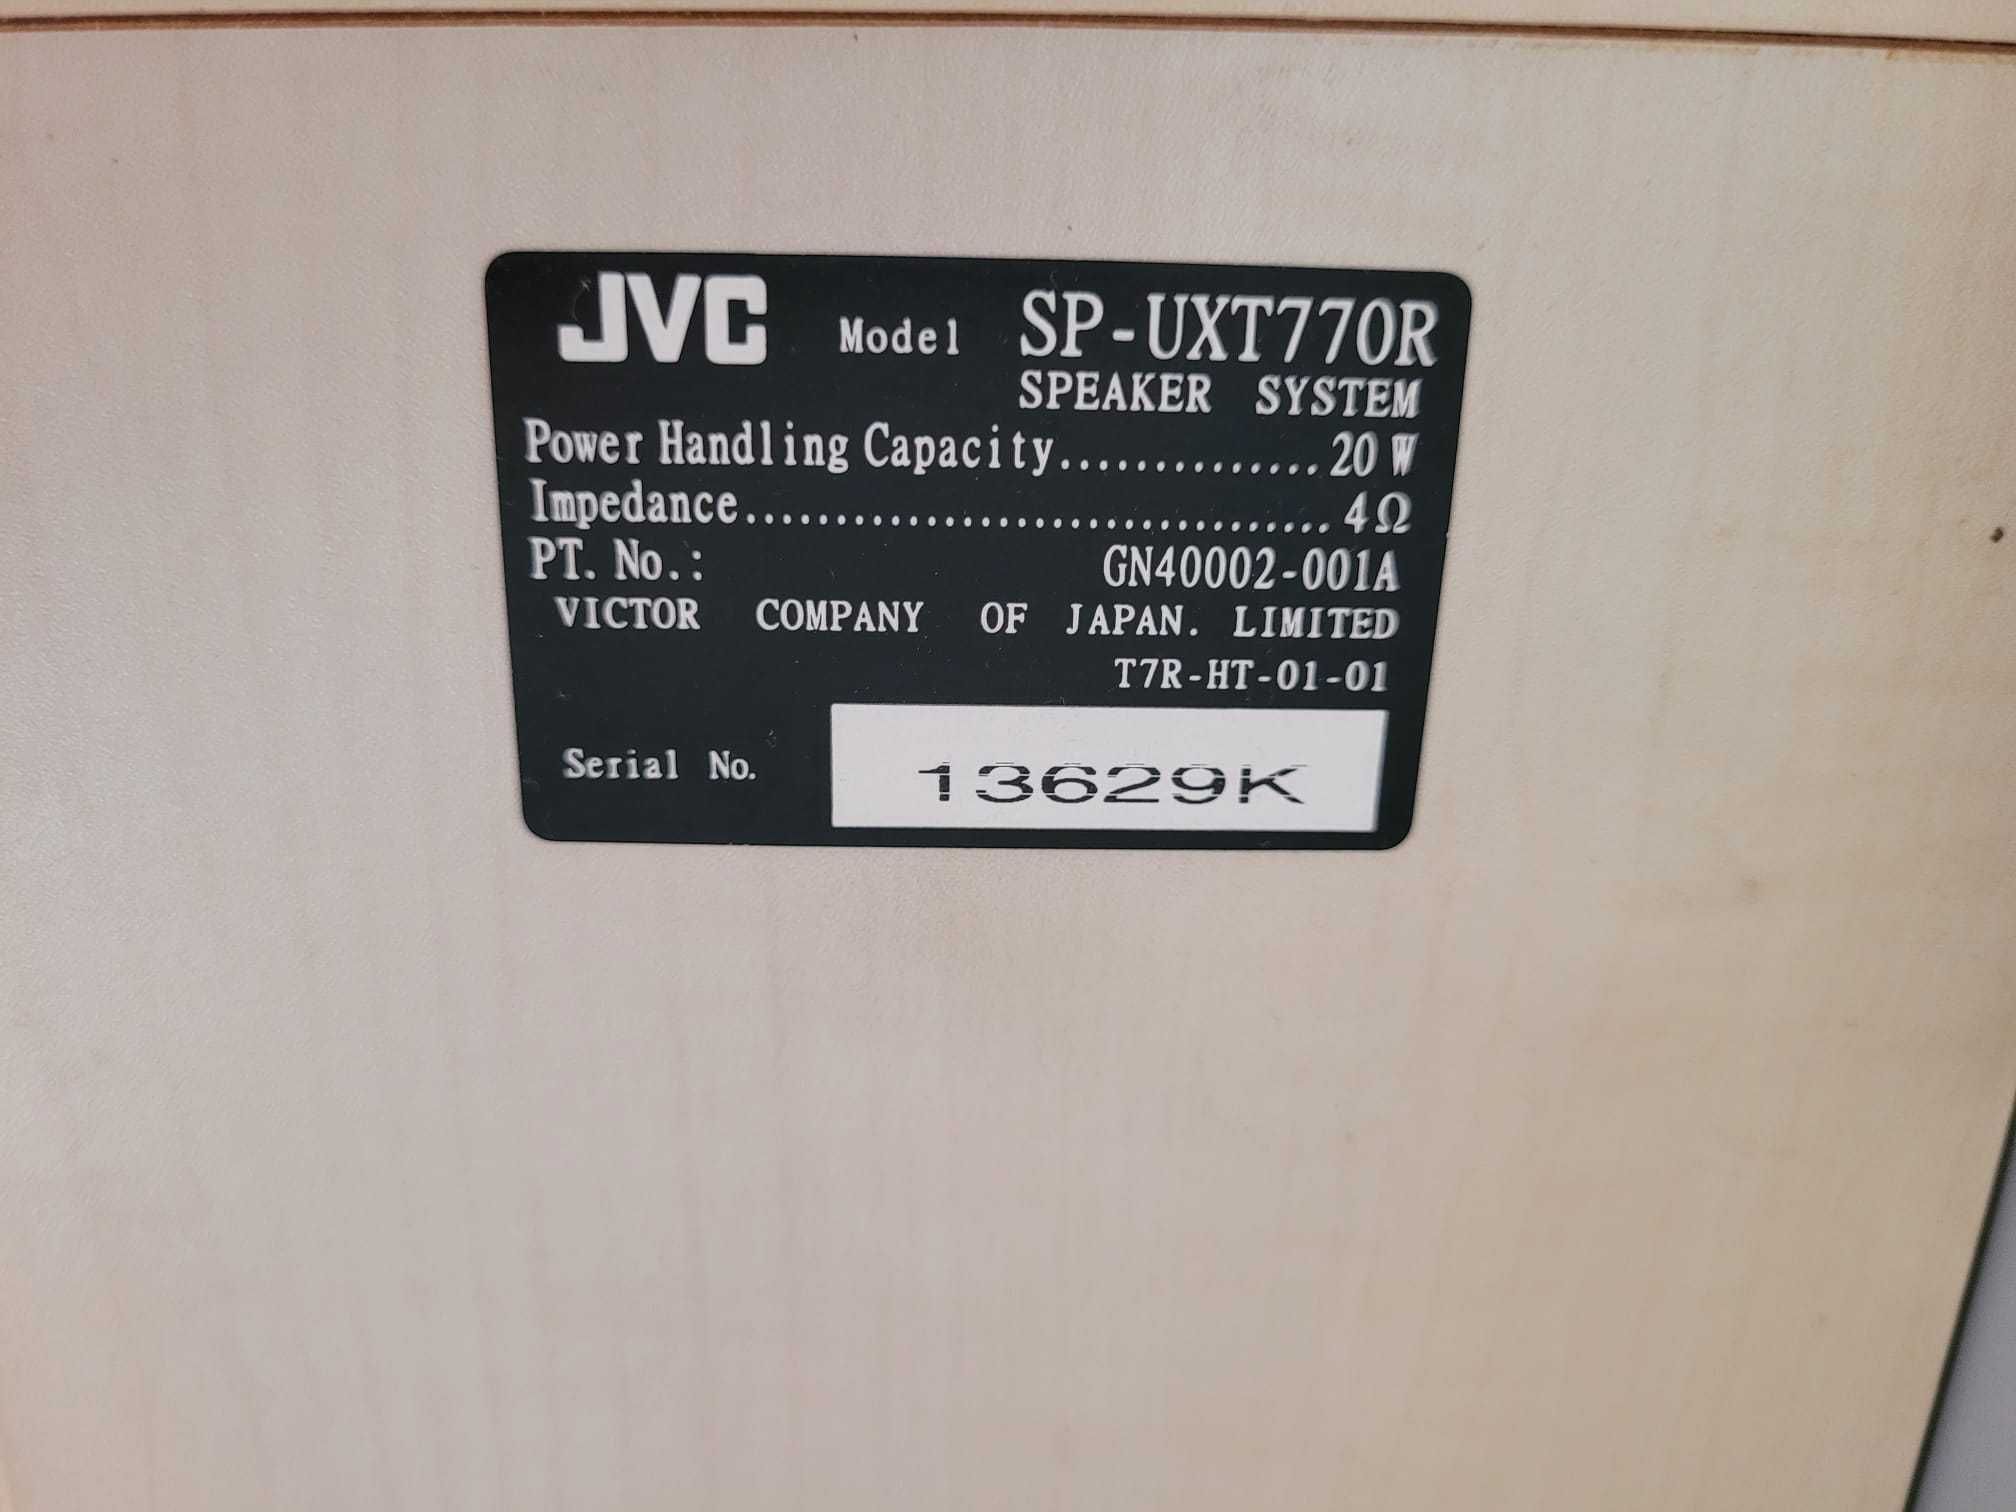 JVC Model SP-UXT770R
SPEAKER SYSTEM
Power Handling Capacity..............20 W
Impedance................................4Ω
PT. No.: GN40002-001A
VICTOR COMPANY OF JAPAN. LIMITED
T7R-HT-01-01
Serial No. 13629K